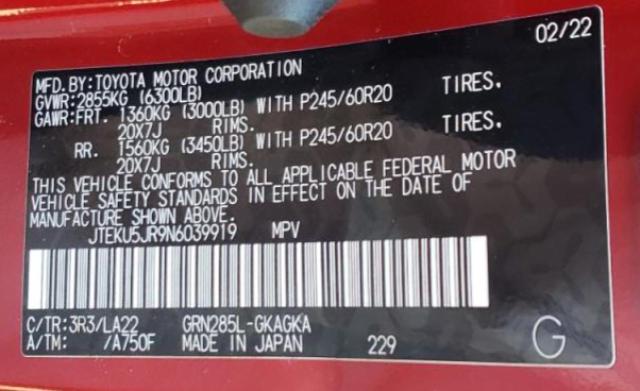 02/22
MFD.BY:TOYOTA MOTOR CORPORATION
GVWR:2855KG (6300LB)
GAWR:FRT. 1360KG (3000LB) WITH P245/60R20 TIRES.
20X7J RIMS.
RR. 1560KG (3450LB) WITH P245/60R20 TIRES.
20X7J RIMS.
THIS VEHICLE CONFORMS TO ALL APPLICABLE FEDERAL MOTOR
VEHICLE SAFETY STANDARDS IN EFFECT ON THE DATE OF
MANUFACTURE SHOWN ABOVE.
JTEKU5JR9N6039919 MPV
C/TR:3R3/LA22 GRN285L-GKAGKA
A/TM: /A750F MADE IN JAPAN 229 G